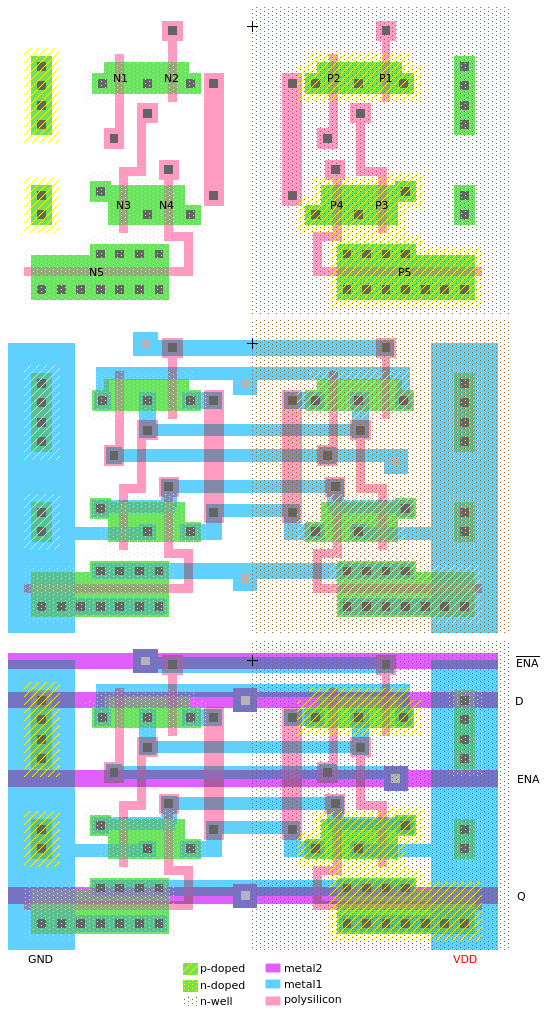 N1 N2 P2 P1
N3 N4 P4 P3
N5 P5
ENA
D
ENA
Q
GND VDD
p-doped metal2
n-doped metal1
n-well polysilicon